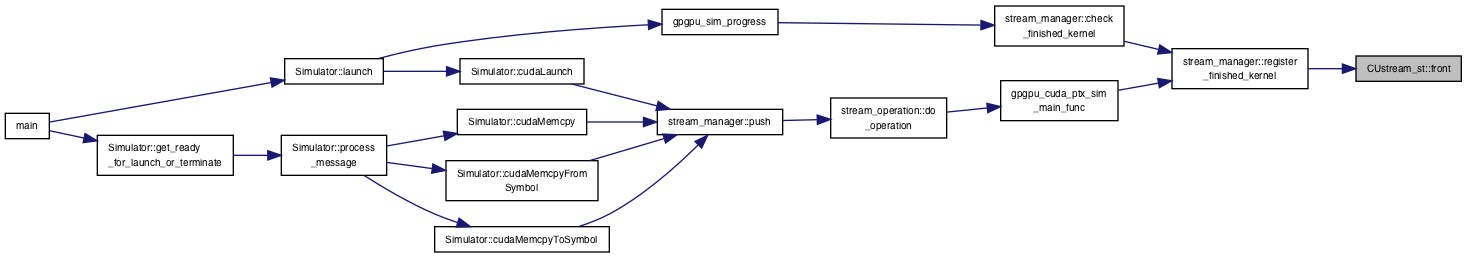 main
Simulator::launch
Simulator::get_ready
_for_launch_or_terminate
Simulator::process
_message
gpgpu_sim_progress
Simulator::cudaLaunch
Simulator::cudaMemcpy
Simulator::cudaMemcpyFrom
Symbol
Simulator::cudaMemcpyToSymbol
stream_manager::push
stream_operation::do
_operation
stream_manager::check
_finished_kernel
gpgpu_cuda_ptx_sim
_main_func
stream_manager::register
_finished_kernel
CUstream_st::front